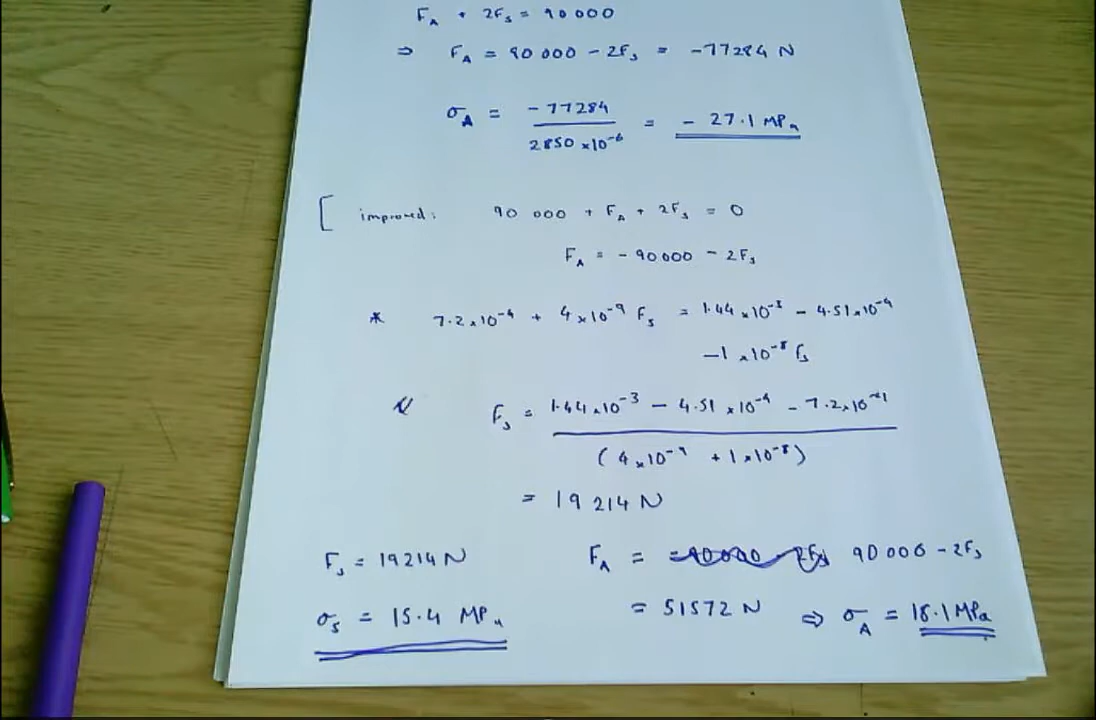 F_A + 2F_s = 90 000
⇒ F_A = 90 000 − 2F_s = −77284 N
σ_A = −77284 / 2850 × 10⁻⁶ = − 27.1 MPa
[ improved: 90 000 + F_A + 2F_s = 0
F_A = − 90000 − 2F_s
* 7.2 × 10⁻⁴ + 4 × 10⁻⁹ F_s = 1.44 × 10⁻³ − 4.51 × 10⁻⁴
− 1 × 10⁻⁸ F_s
F_s = 1.44 × 10⁻³ − 4.51 × 10⁻⁴ − 7.2 × 10⁻⁴ / (4 × 10⁻⁹ + 1 × 10⁻⁸)
= 19 214 N
F_s = 19214 N F_A = 90 000 − 2F_s
σ_s = 15.4 MPa = 51572 N ⇒ σ_A = 18.1 MPa